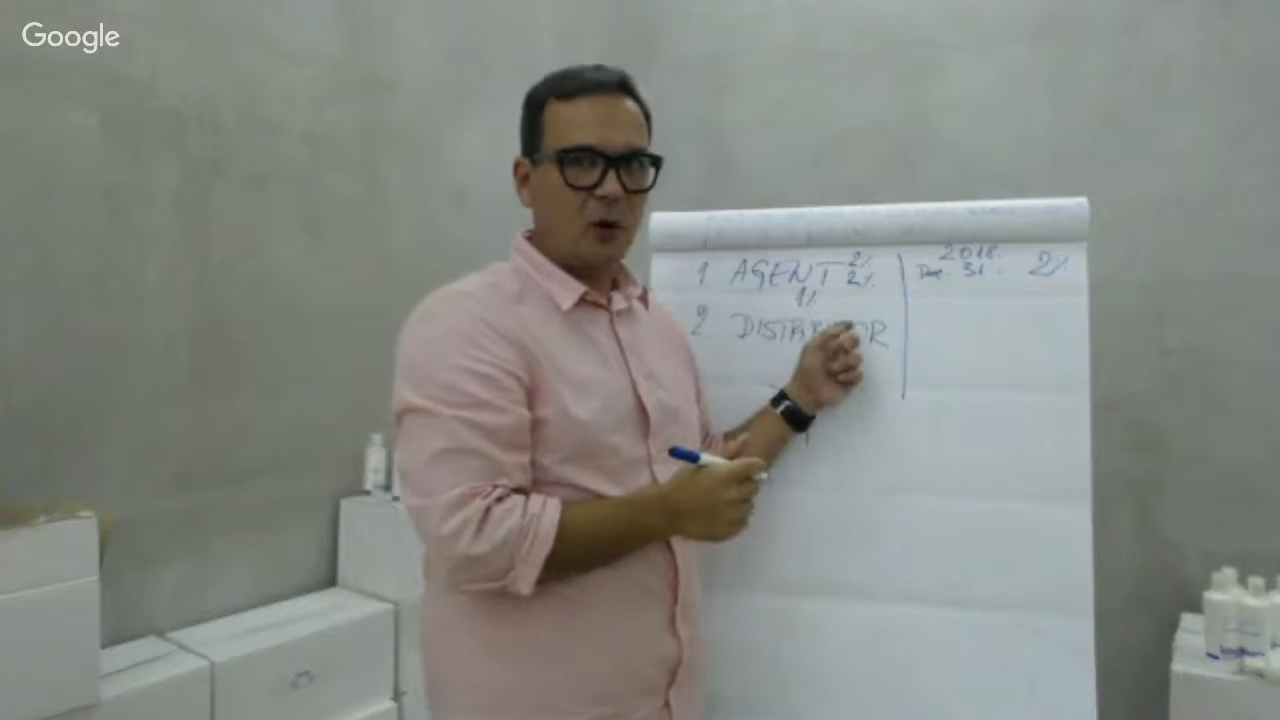 Google
1 AGENT 2%
2%
1%
2 DISTRIBUTOR
2018.
Dec. 31. 2%